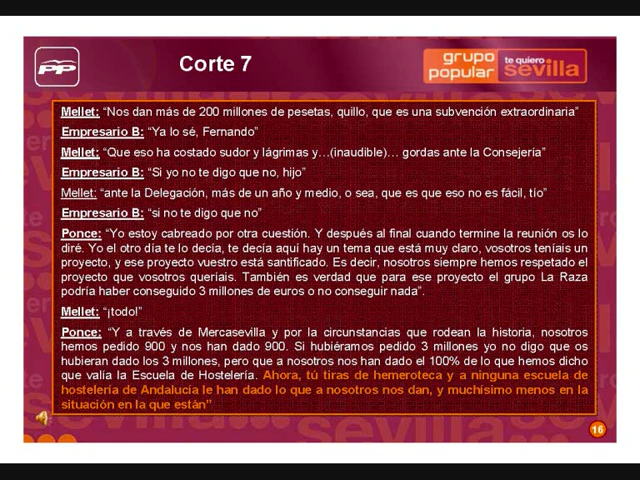 PP
Corte 7
grupo popular
te quiero sevilla
Mellet: “Nos dan más de 200 millones de pesetas, quillo, que es una subvención extraordinaria”
Empresario B: “Ya lo sé, Fernando”
Mellet: “Que eso ha costado sudor y lágrimas y…(inaudible)… gordas ante la Consejería”
Empresario B: “Si yo no te digo que no, hijo”
Mellet: “ante la Delegación, más de un año y medio, o sea, que es que eso no es fácil, tío”
Empresario B: “si no te digo que no”
Ponce: “Yo estoy cabreado por otra cuestión. Y después al final cuando termine la reunión os lo
diré. Yo el otro día te lo decía, te decía aquí hay un tema que está muy claro, vosotros teníais un
proyecto, y ese proyecto vuestro está santificado. Es decir, nosotros siempre hemos respetado el
proyecto que vosotros queríais. También es verdad que para ese proyecto el grupo La Raza
podría haber conseguido 3 millones de euros o no conseguir nada”.
Mellet: “¡todo!”
Ponce: “Y a través de Mercasevilla y por la circunstancias que rodean la historia, nosotros
hemos pedido 900 y nos han dado 900. Si hubiéramos pedido 3 millones yo no digo que os
hubieran dado los 3 millones, pero que a nosotros nos han dado el 100% de lo que hemos dicho
que valía la Escuela de Hostelería. Ahora, tú tiras de hemeroteca y a ninguna escuela de
hostelería de Andalucía le han dado lo que a nosotros nos dan, y muchísimo menos en la
situación en la que están”
16
sevilla...